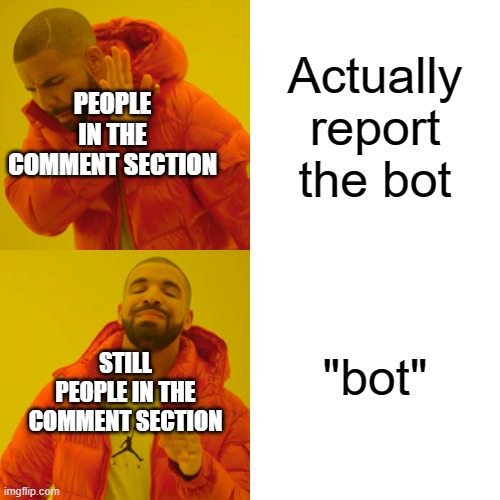 PEOPLE
IN THE
COMMENT SECTION
Actually
report
the bot
STILL
PEOPLE IN THE
COMMENT SECTION
"bot"
imgflip.com